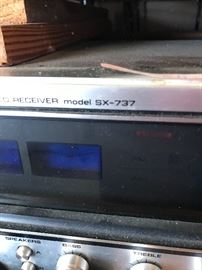 RECEIVER model SX-737
SPEAKERS BASS TREBLE
A